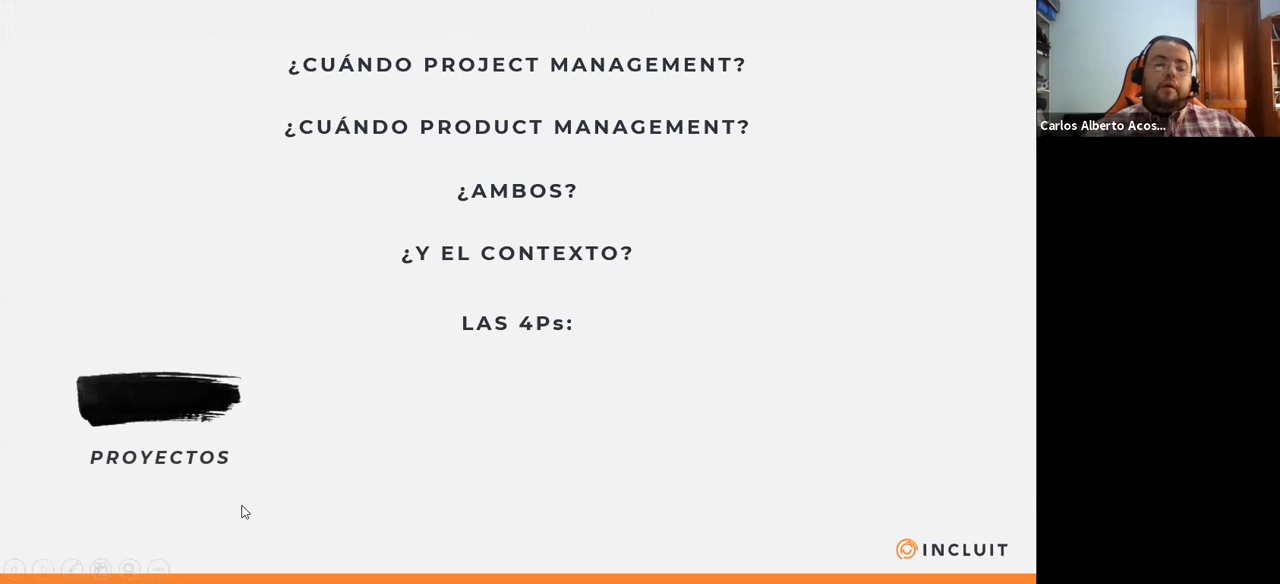 ¿CUÁNDO PROJECT MANAGEMENT?
¿CUÁNDO PRODUCT MANAGEMENT?
¿AMBOS?
¿Y EL CONTEXTO?
LAS 4Ps:
PROYECTOS
INCLUIT
Carlos Alberto Acos...